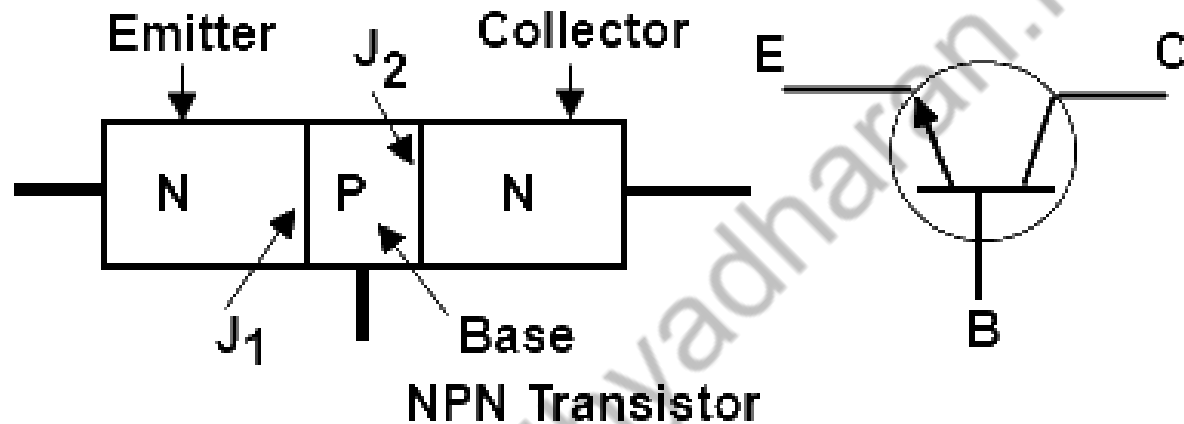 Emitter
J2
Collector
N
P
N
J1
Base
NPN Transistor
E
C
B